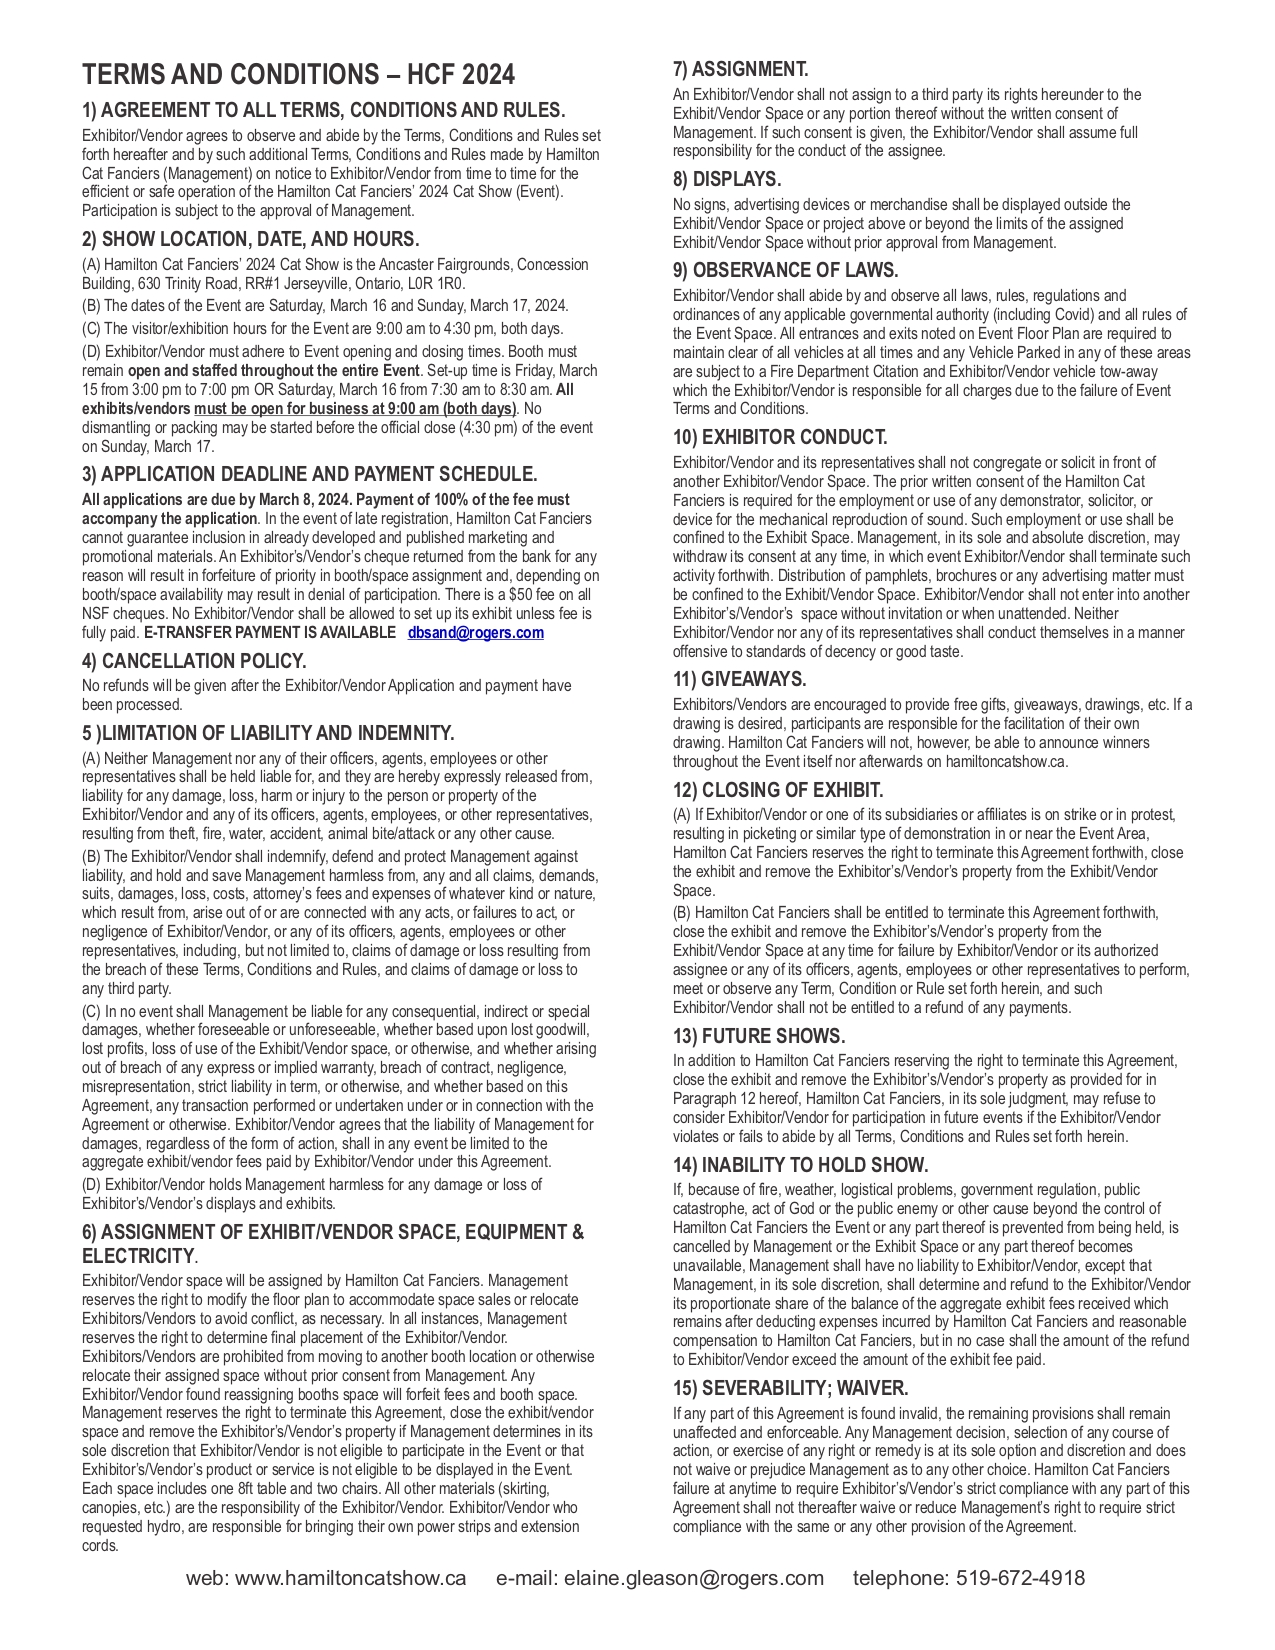 TERMS AND CONDITIONS – HCF 2024
1) AGREEMENT TO ALL TERMS, CONDITIONS AND RULES.
Exhibitor/Vendor agrees to observe and abide by the Terms, Conditions and Rules set
forth hereafter and by such additional Terms, Conditions and Rules made by Hamilton
Cat Fanciers (Management) on notice to Exhibitor/Vendor from time to time for the
efficient or safe operation of the Hamilton Cat Fanciers’ 2024 Cat Show (Event).
Participation is subject to the approval of Management.
2) SHOW LOCATION, DATE, AND HOURS.
(A) Hamilton Cat Fanciers’ 2024 Cat Show is the Ancaster Fairgrounds, Concession
Building, 630 Trinity Road, RR#1 Jerseyville, Ontario, L0R 1R0.
(B) The dates of the Event are Saturday, March 16 and Sunday, March 17, 2024.
(C) The visitor/exhibition hours for the Event are 9:00 am to 4:30 pm, both days.
(D) Exhibitor/Vendor must adhere to Event opening and closing times. Booth must
remain open and staffed throughout the entire Event. Set-up time is Friday, March
15 from 3:00 pm to 7:00 pm OR Saturday, March 16 from 7:30 am to 8:30 am. All
exhibits/vendors must be open for business at 9:00 am (both days). No
dismantling or packing may be started before the official close (4:30 pm) of the event
on Sunday, March 17.
3) APPLICATION DEADLINE AND PAYMENT SCHEDULE.
All applications are due by March 8, 2024. Payment of 100% of the fee must
accompany the application. In the event of late registration, Hamilton Cat Fanciers
cannot guarantee inclusion in already developed and published marketing and
promotional materials. An Exhibitor’s/Vendor’s cheque returned from the bank for any
reason will result in forfeiture of priority in booth/space assignment and, depending on
booth/space availability may result in denial of participation. There is a $50 fee on all
NSF cheques. No Exhibitor/Vendor shall be allowed to set up its exhibit unless fee is
fully paid. E-TRANSFER PAYMENT IS AVAILABLE dbsand@rogers.com
4) CANCELLATION POLICY.
No refunds will be given after the Exhibitor/Vendor Application and payment have
been processed.
5 )LIMITATION OF LIABILITY AND INDEMNITY.
(A) Neither Management nor any of their officers, agents, employees or other
representatives shall be held liable for, and they are hereby expressly released from,
liability for any damage, loss, harm or injury to the person or property of the
Exhibitor/Vendor and any of its officers, agents, employees, or other representatives,
resulting from theft, fire, water, accident, animal bite/attack or any other cause.
(B) The Exhibitor/Vendor shall indemnify, defend and protect Management against
liability, and hold and save Management harmless from, any and all claims, demands,
suits, damages, loss, costs, attorney’s fees and expenses of whatever kind or nature,
which result from, arise out of or are connected with any acts, or failures to act, or
negligence of Exhibitor/Vendor, or any of its officers, agents, employees or other
representatives, including, but not limited to, claims of damage or loss resulting from
the breach of these Terms, Conditions and Rules, and claims of damage or loss to
any third party.
(C) In no event shall Management be liable for any consequential, indirect or special
damages, whether foreseeable or unforeseeable, whether based upon lost goodwill,
lost profits, loss of use of the Exhibit/Vendor space, or otherwise, and whether arising
out of breach of any express or implied warranty, breach of contract, negligence,
misrepresentation, strict liability in term, or otherwise, and whether based on this
Agreement, any transaction performed or undertaken under or in connection with the
Agreement or otherwise. Exhibitor/Vendor agrees that the liability of Management for
damages, regardless of the form of action, shall in any event be limited to the
aggregate exhibit/vendor fees paid by Exhibitor/Vendor under this Agreement.
(D) Exhibitor/Vendor holds Management harmless for any damage or loss of
Exhibitor’s/Vendor’s displays and exhibits.
6) ASSIGNMENT OF EXHIBIT/VENDOR SPACE, EQUIPMENT &
ELECTRICITY.
Exhibitor/Vendor space will be assigned by Hamilton Cat Fanciers. Management
reserves the right to modify the floor plan to accommodate space sales or relocate
Exhibitors/Vendors to avoid conflict, as necessary. In all instances, Management
reserves the right to determine final placement of the Exhibitor/Vendor.
Exhibitors/Vendors are prohibited from moving to another booth location or otherwise
relocate their assigned space without prior consent from Management. Any
Exhibitor/Vendor found reassigning booths space will forfeit fees and booth space.
Management reserves the right to terminate this Agreement, close the exhibit/vendor
space and remove the Exhibitor’s/Vendor’s property if Management determines in its
sole discretion that Exhibitor/Vendor is not eligible to participate in the Event or that
Exhibitor’s/Vendor’s product or service is not eligible to be displayed in the Event.
Each space includes one 8ft table and two chairs. All other materials (skirting,
canopies, etc.) are the responsibility of the Exhibitor/Vendor. Exhibitor/Vendor who
requested hydro, are responsible for bringing their own power strips and extension
cords.
7) ASSIGNMENT.
An Exhibitor/Vendor shall not assign to a third party its rights hereunder to the
Exhibit/Vendor Space or any portion thereof without the written consent of
Management. If such consent is given, the Exhibitor/Vendor shall assume full
responsibility for the conduct of the assignee.
8) DISPLAYS.
No signs, advertising devices or merchandise shall be displayed outside the
Exhibit/Vendor Space or project above or beyond the limits of the assigned
Exhibit/Vendor Space without prior approval from Management.
9) OBSERVANCE OF LAWS.
Exhibitor/Vendor shall abide by and observe all laws, rules, regulations and
ordinances of any applicable governmental authority (including Covid) and all rules of
the Event Space. All entrances and exits noted on Event Floor Plan are required to
maintain clear of all vehicles at all times and any Vehicle Parked in any of these areas
are subject to a Fire Department Citation and Exhibitor/Vendor vehicle tow-away
which the Exhibitor/Vendor is responsible for all charges due to the failure of Event
Terms and Conditions.
10) EXHIBITOR CONDUCT.
Exhibitor/Vendor and its representatives shall not congregate or solicit in front of
another Exhibitor/Vendor Space. The prior written consent of the Hamilton Cat
Fanciers is required for the employment or use of any demonstrator, solicitor, or
device for the mechanical reproduction of sound. Such employment or use shall be
confined to the Exhibit Space. Management, in its sole and absolute discretion, may
withdraw its consent at any time, in which event Exhibitor/Vendor shall terminate such
activity forthwith. Distribution of pamphlets, brochures or any advertising matter must
be confined to the Exhibit/Vendor Space. Exhibitor/Vendor shall not enter into another
Exhibitor’s/Vendor’s space without invitation or when unattended. Neither
Exhibitor/Vendor nor any of its representatives shall conduct themselves in a manner
offensive to standards of decency or good taste.
11) GIVEAWAYS.
Exhibitors/Vendors are encouraged to provide free gifts, giveaways, drawings, etc. If a
drawing is desired, participants are responsible for the facilitation of their own
drawing. Hamilton Cat Fanciers will not, however, be able to announce winners
throughout the Event itself nor afterwards on hamiltoncatshow.ca.
12) CLOSING OF EXHIBIT.
(A) If Exhibitor/Vendor or one of its subsidiaries or affiliates is on strike or in protest,
resulting in picketing or similar type of demonstration in or near the Event Area,
Hamilton Cat Fanciers reserves the right to terminate this Agreement forthwith, close
the exhibit and remove the Exhibitor’s/Vendor’s property from the Exhibit/Vendor
Space.
(B) Hamilton Cat Fanciers shall be entitled to terminate this Agreement forthwith,
close the exhibit and remove the Exhibitor’s/Vendor’s property from the
Exhibit/Vendor Space at any time for failure by Exhibitor/Vendor or its authorized
assignee or any of its officers, agents, employees or other representatives to perform,
meet or observe any Term, Condition or Rule set forth herein, and such
Exhibitor/Vendor shall not be entitled to a refund of any payments.
13) FUTURE SHOWS.
In addition to Hamilton Cat Fanciers reserving the right to terminate this Agreement,
close the exhibit and remove the Exhibitor’s/Vendor’s property as provided for in
Paragraph 12 hereof, Hamilton Cat Fanciers, in its sole judgment, may refuse to
consider Exhibitor/Vendor for participation in future events if the Exhibitor/Vendor
violates or fails to abide by all Terms, Conditions and Rules set forth herein.
14) INABILITY TO HOLD SHOW.
If, because of fire, weather, logistical problems, government regulation, public
catastrophe, act of God or the public enemy or other cause beyond the control of
Hamilton Cat Fanciers the Event or any part thereof is prevented from being held, is
cancelled by Management or the Exhibit Space or any part thereof becomes
unavailable, Management shall have no liability to Exhibitor/Vendor, except that
Management, in its sole discretion, shall determine and refund to the Exhibitor/Vendor
its proportionate share of the balance of the aggregate exhibit fees received which
remains after deducting expenses incurred by Hamilton Cat Fanciers and reasonable
compensation to Hamilton Cat Fanciers, but in no case shall the amount of the refund
to Exhibitor/Vendor exceed the amount of the exhibit fee paid.
15) SEVERABILITY; WAIVER.
If any part of this Agreement is found invalid, the remaining provisions shall remain
unaffected and enforceable. Any Management decision, selection of any course of
action, or exercise of any right or remedy is at its sole option and discretion and does
not waive or prejudice Management as to any other choice. Hamilton Cat Fanciers
failure at anytime to require Exhibitor’s/Vendor’s strict compliance with any part of this
Agreement shall not thereafter waive or reduce Management’s right to require strict
compliance with the same or any other provision of the Agreement.
web: www.hamiltoncatshow.ca e-mail: elaine.gleason@rogers.com telephone: 519-672-4918